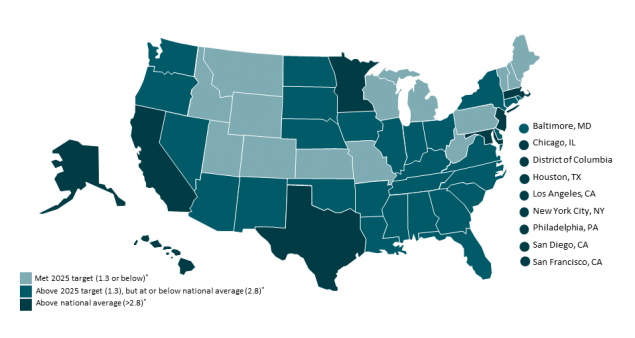 Baltimore, MD
Chicago, IL
District of Columbia
Houston, TX
Los Angeles, CA
New York City, NY
Philadelphia, PA
San Diego, CA
San Francisco, CA
Met 2025 target (1.3 or below)*
Above 2025 target (1.3), but at or below national average (2.8)*
Above national average (>2.8)*